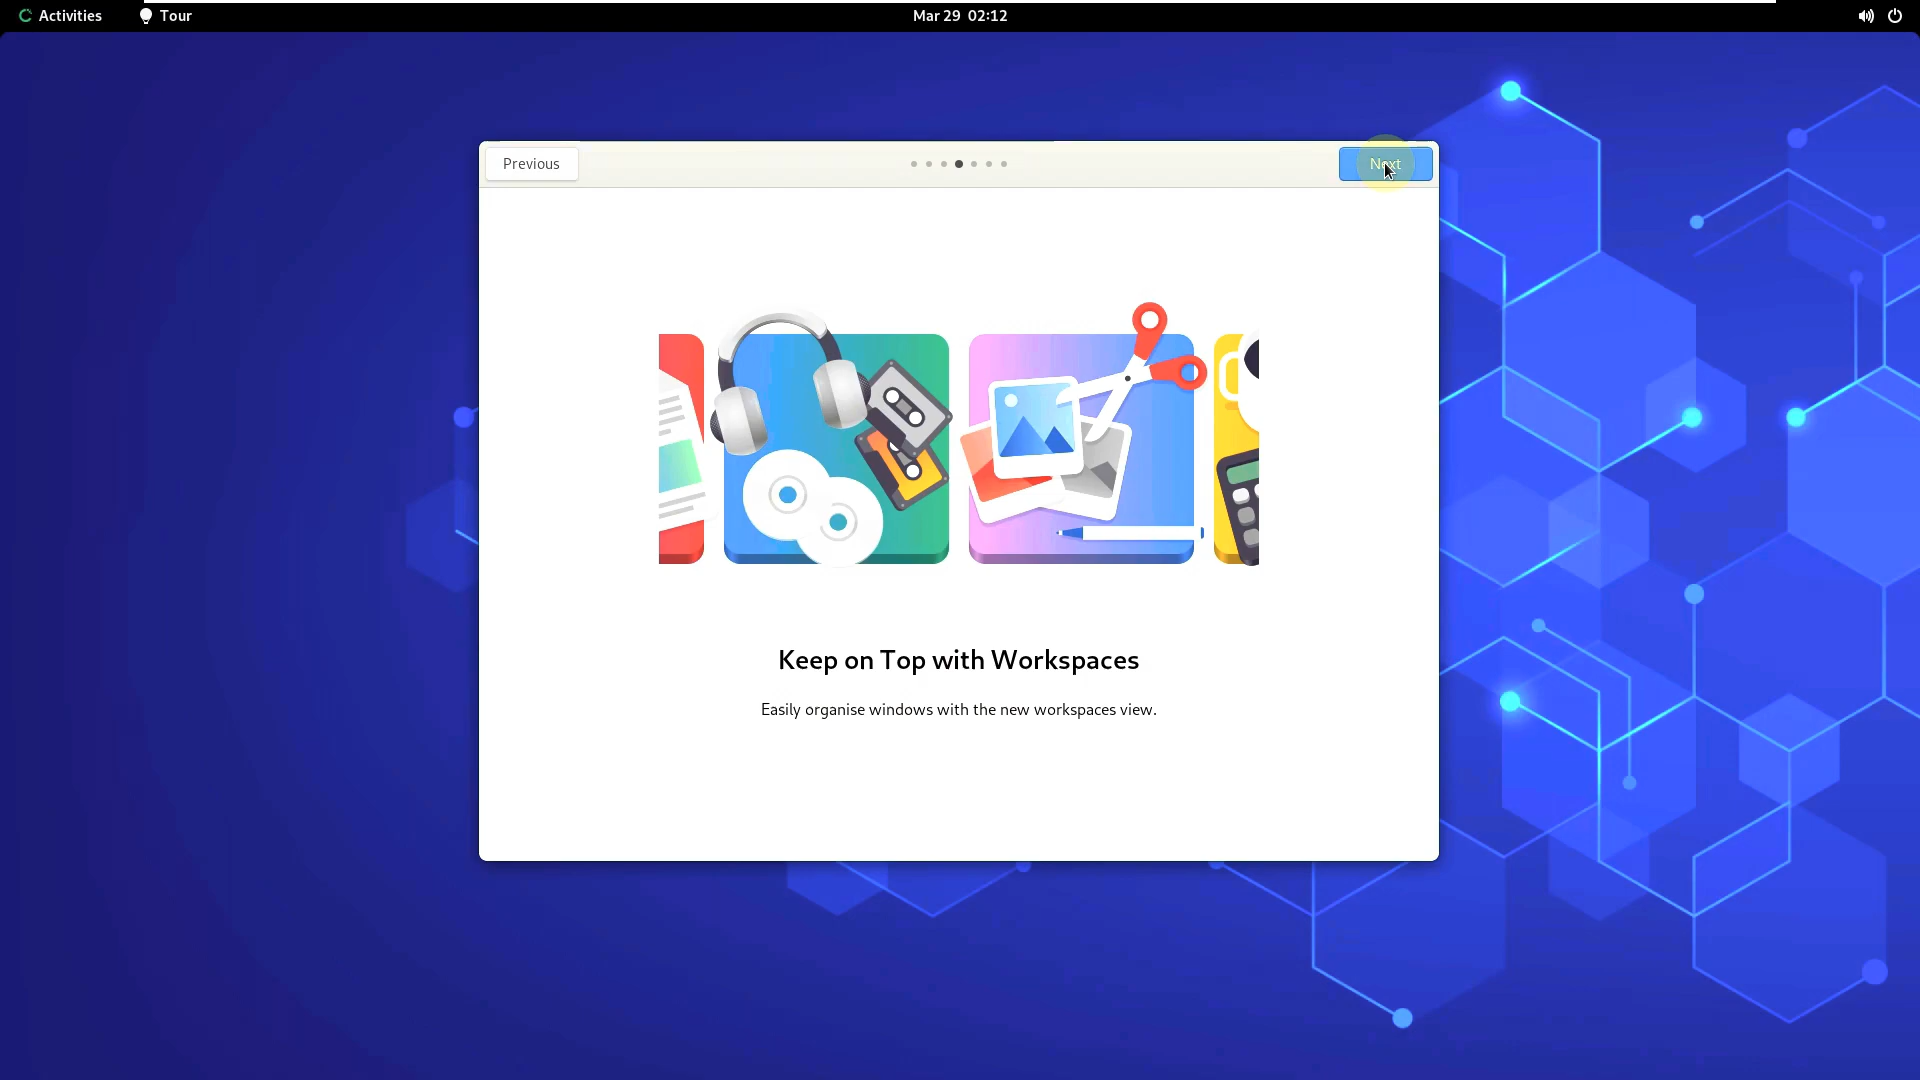 Activities
Tour
Mar 29 02:12
Previous
Next
Keep on Top with Workspaces
Easily organise windows with the new workspaces view.